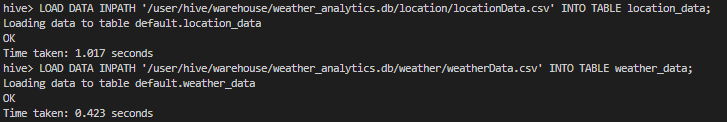 hive> LOAD DATA INPATH '/user/hive/warehouse/weather_analytics.db/location/locationData.csv' INTO TABLE location_data;
Loading data to table default.location_data
OK
Time taken: 1.017 seconds
hive> LOAD DATA INPATH '/user/hive/warehouse/weather_analytics.db/weather/weatherData.csv' INTO TABLE weather_data;
Loading data to table default.weather_data
OK
Time taken: 0.423 seconds